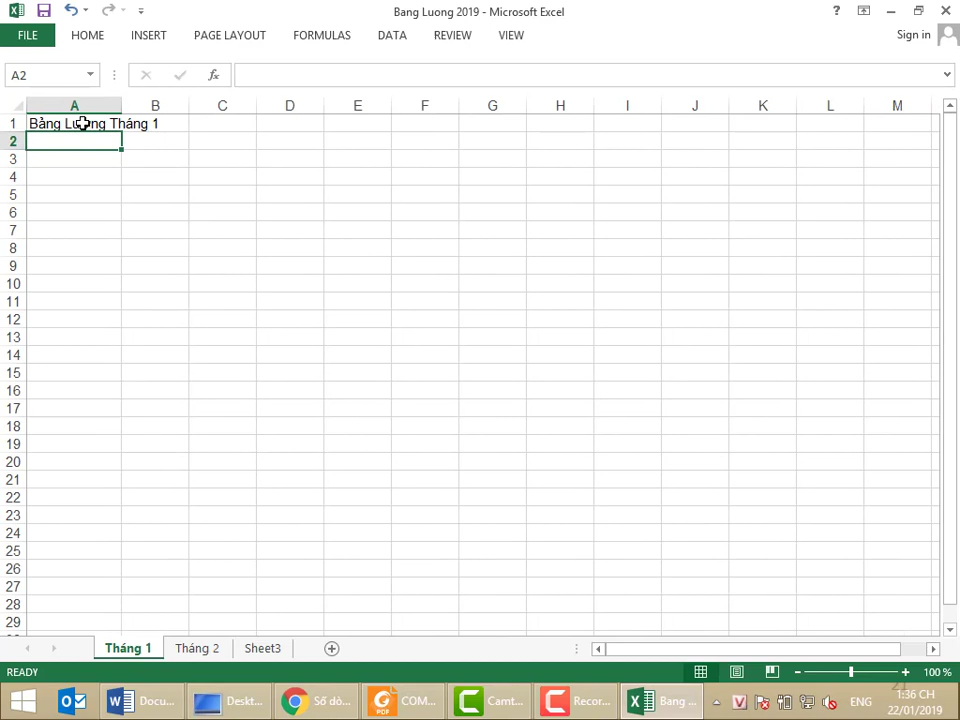 Bang Luong 2019 - Microsoft Excel
?
FILE HOME INSERT PAGE LAYOUT FORMULAS DATA REVIEW VIEW
Sign in
A2
fx
A B C D E F G H I J K L M
1 Bảng Lương Tháng 1
2
3
4
5
6
7
8
9
10
11
12
13
14
15
16
17
18
19
20
21
22
23
24
25
26
27
28
29
Tháng 1 Tháng 2 Sheet3
READY
100 %
Docu... Deskt... Số dò... COM... Camt... Recor... Bang ...
ENG
1:36 CH
22/01/2019